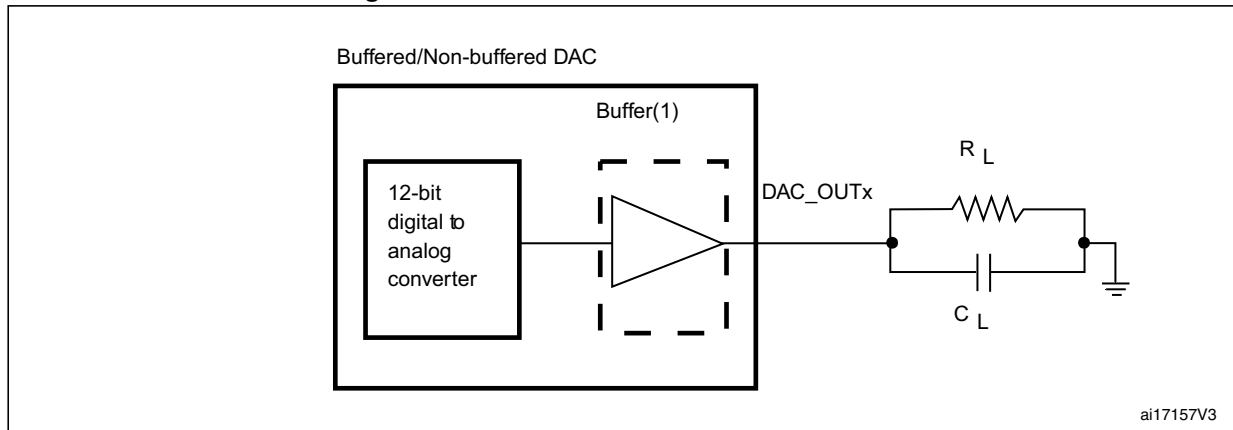 Buffered/Non-buffered DAC
Buffer(1)
12-bit
digital to
analog
converter
DAC_OUTx
R L
C L
ai17157V3